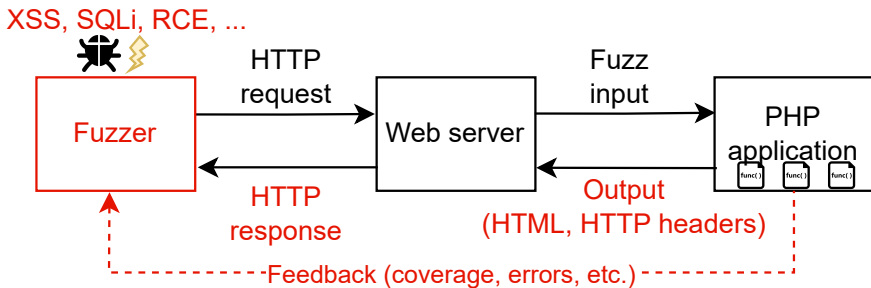 XSS, SQLi, RCE, ...
HTTP
request
Fuzz
input
Fuzzer
Web server
PHP
application
func( )
func( )
func( )
HTTP
response
Output
(HTML, HTTP headers)
Feedback (coverage, errors, etc.)